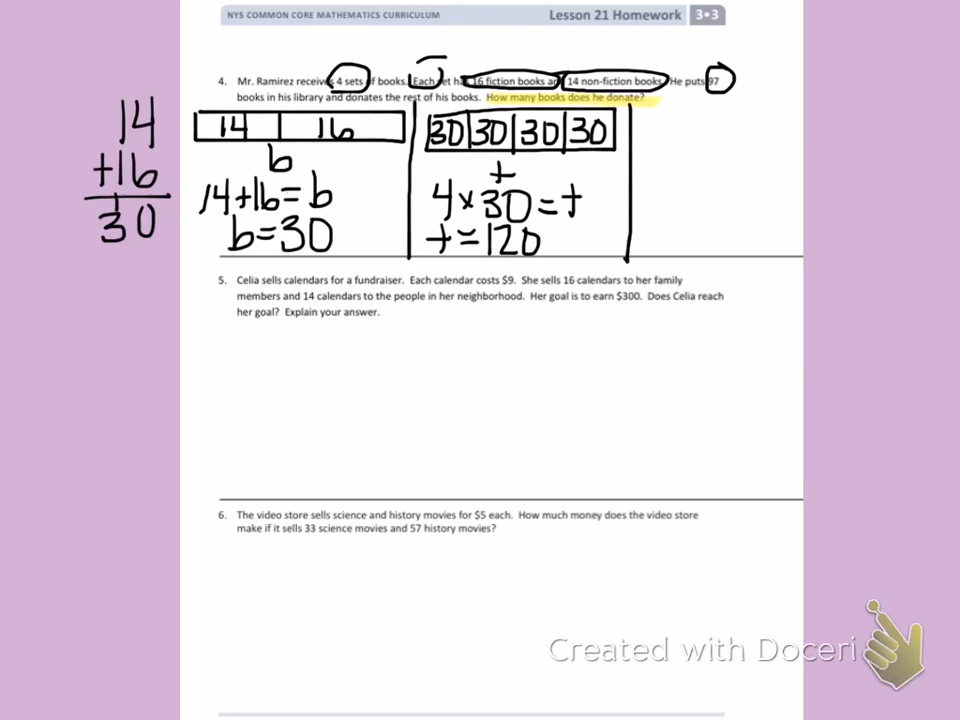 NYS COMMON CORE MATHEMATICS CURRICULUM
Lesson 21 Homework 3•3
4. Mr. Ramirez receives 4 sets of books. Each set has 16 fiction books and 14 non-fiction books. He puts 97
books in his library and donates the rest of his books. How many books does he donate?
14
+16
1
30
14 16
b
14+16=b
b=30
30 30 30 30
t
4×30=t
t=120
5. Celia sells calendars for a fundraiser. Each calendar costs $9. She sells 16 calendars to her family
members and 14 calendars to the people in her neighborhood. Her goal is to earn $300. Does Celia reach
her goal? Explain your answer.
6. The video store sells science and history movies for $5 each. How much money does the video store
make if it sells 33 science movies and 57 history movies?
Created with Doceri